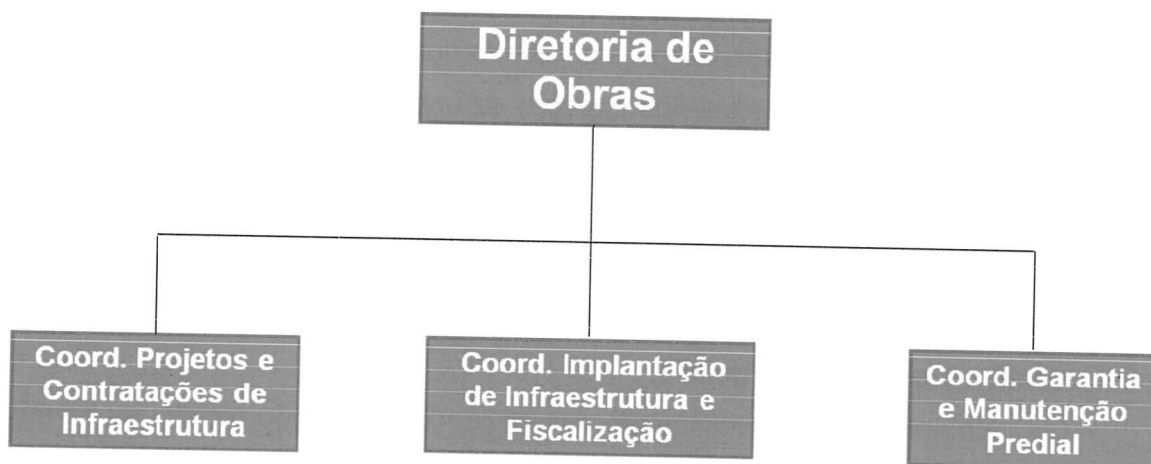 Diretoria de
Obras
Coord. Projetos e
Contratações de
Infraestrutura
Coord. Implantação
de Infraestrutura e
Fiscalização
Coord. Garantia
e Manutenção
Predial